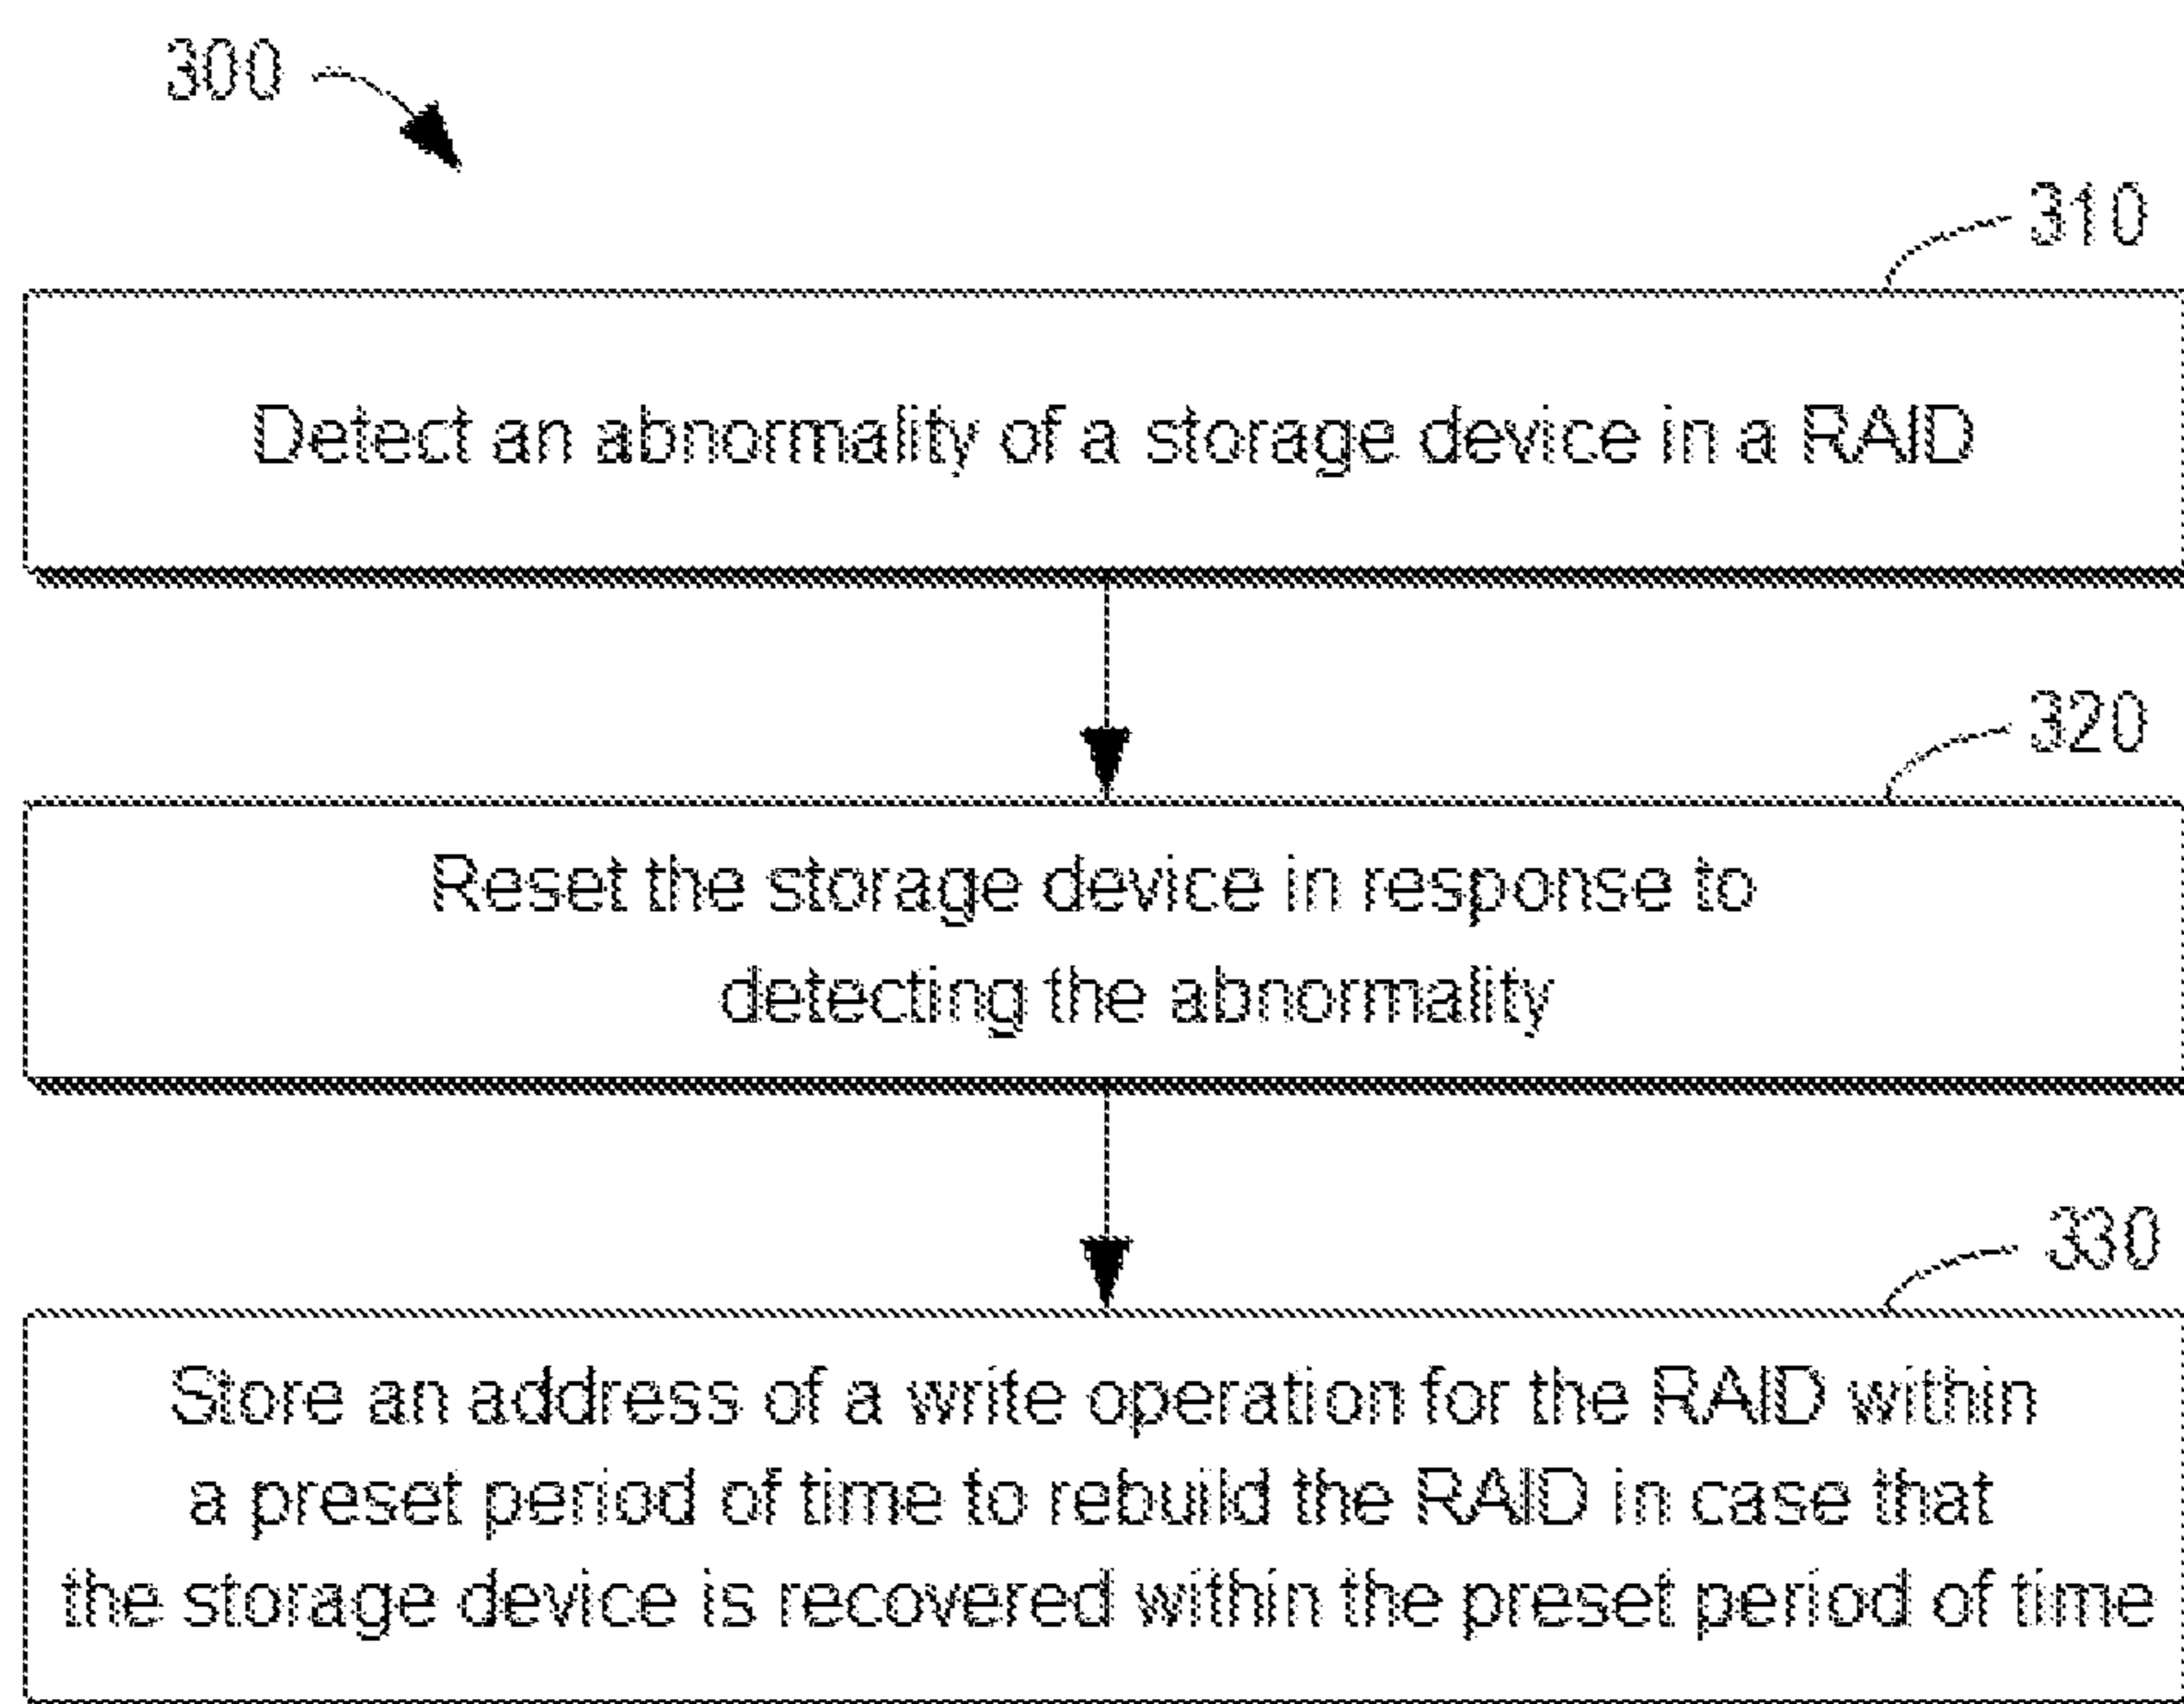 300
310
Detect an abnormality of a storage device in a RAID
320
Reset the storage device in response to
detecting the abnormality
330
Store an address of a write operation for the RAID within
a preset period of time to rebuild the RAID in case that
the storage device is recovered within the preset period of time